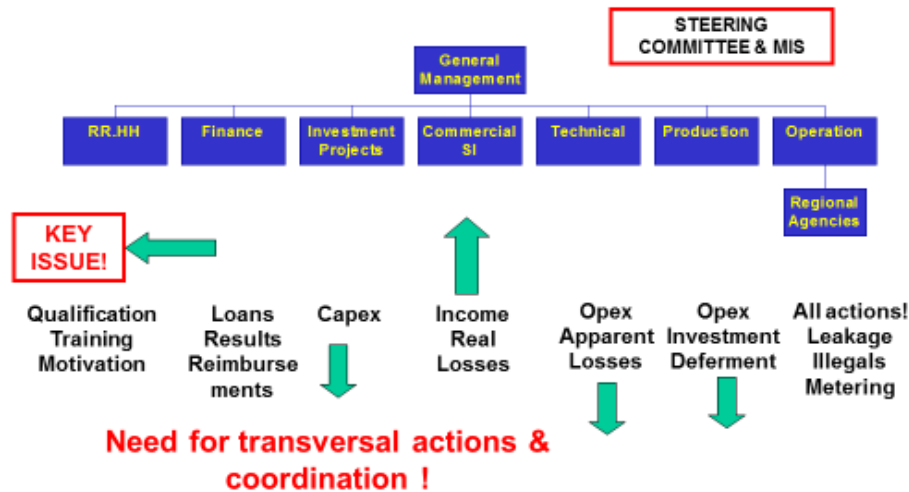 STEERING
COMMITTEE & MIS
General
Management
RR.HH
Finance
Investment
Projects
Commercial
SI
Technical
Production
Operation
Regional
Agencies
KEY
ISSUE!
Qualification
Training
Motivation
Loans
Results
Reimburse
ments
Capex
Income
Real
Losses
Opex
Apparent
Losses
Opex
Investment
Deferment
All actions!
Leakage
Illegals
Metering
Need for transversal actions &
coordination !